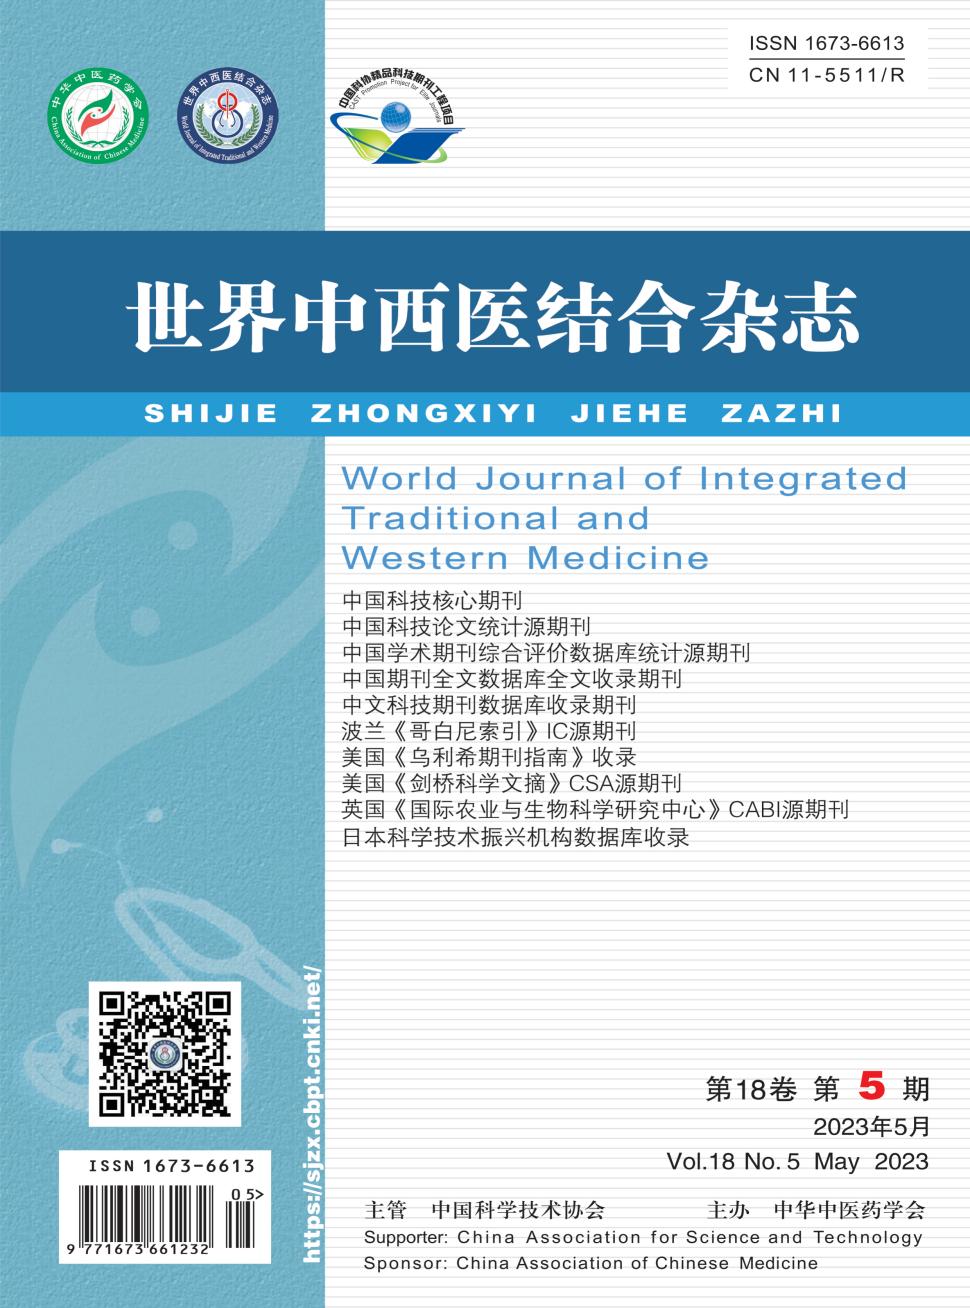 ISSN 1673-6613
CN 11-5511/R
中华中医药学会
China Association of Chinese Medicine
世界中西医结合杂志
World Journal of Integrated Traditional and Western Medicine
中国科协精品科技期刊工程项目
CAST Promotion Project for Elite Journals
世界中西医结合杂志
SHIJIE ZHONGXIYI JIEHE ZAZHI
World Journal of Integrated
Traditional and
Western Medicine
中国科技核心期刊
中国科技论文统计源期刊
中国学术期刊综合评价数据库统计源期刊
中国期刊全文数据库全文收录期刊
中文科技期刊数据库收录期刊
波兰《哥白尼索引》IC源期刊
美国《乌利希期刊指南》收录
美国《剑桥科学文摘》CSA源期刊
英国《国际农业与生物科学研究中心》CABI源期刊
日本科学技术振兴机构数据库收录
https://sjzx.cbpt.cnki.net/
ISSN 1673-6613
05>
9 771673 661232
第18卷 第 5 期
2023年5月
Vol.18 No.5 May 2023
主管 中国科学技术协会 主办 中华中医药学会
Supporter: China Association for Science and Technology
Sponsor: China Association of Chinese Medicine